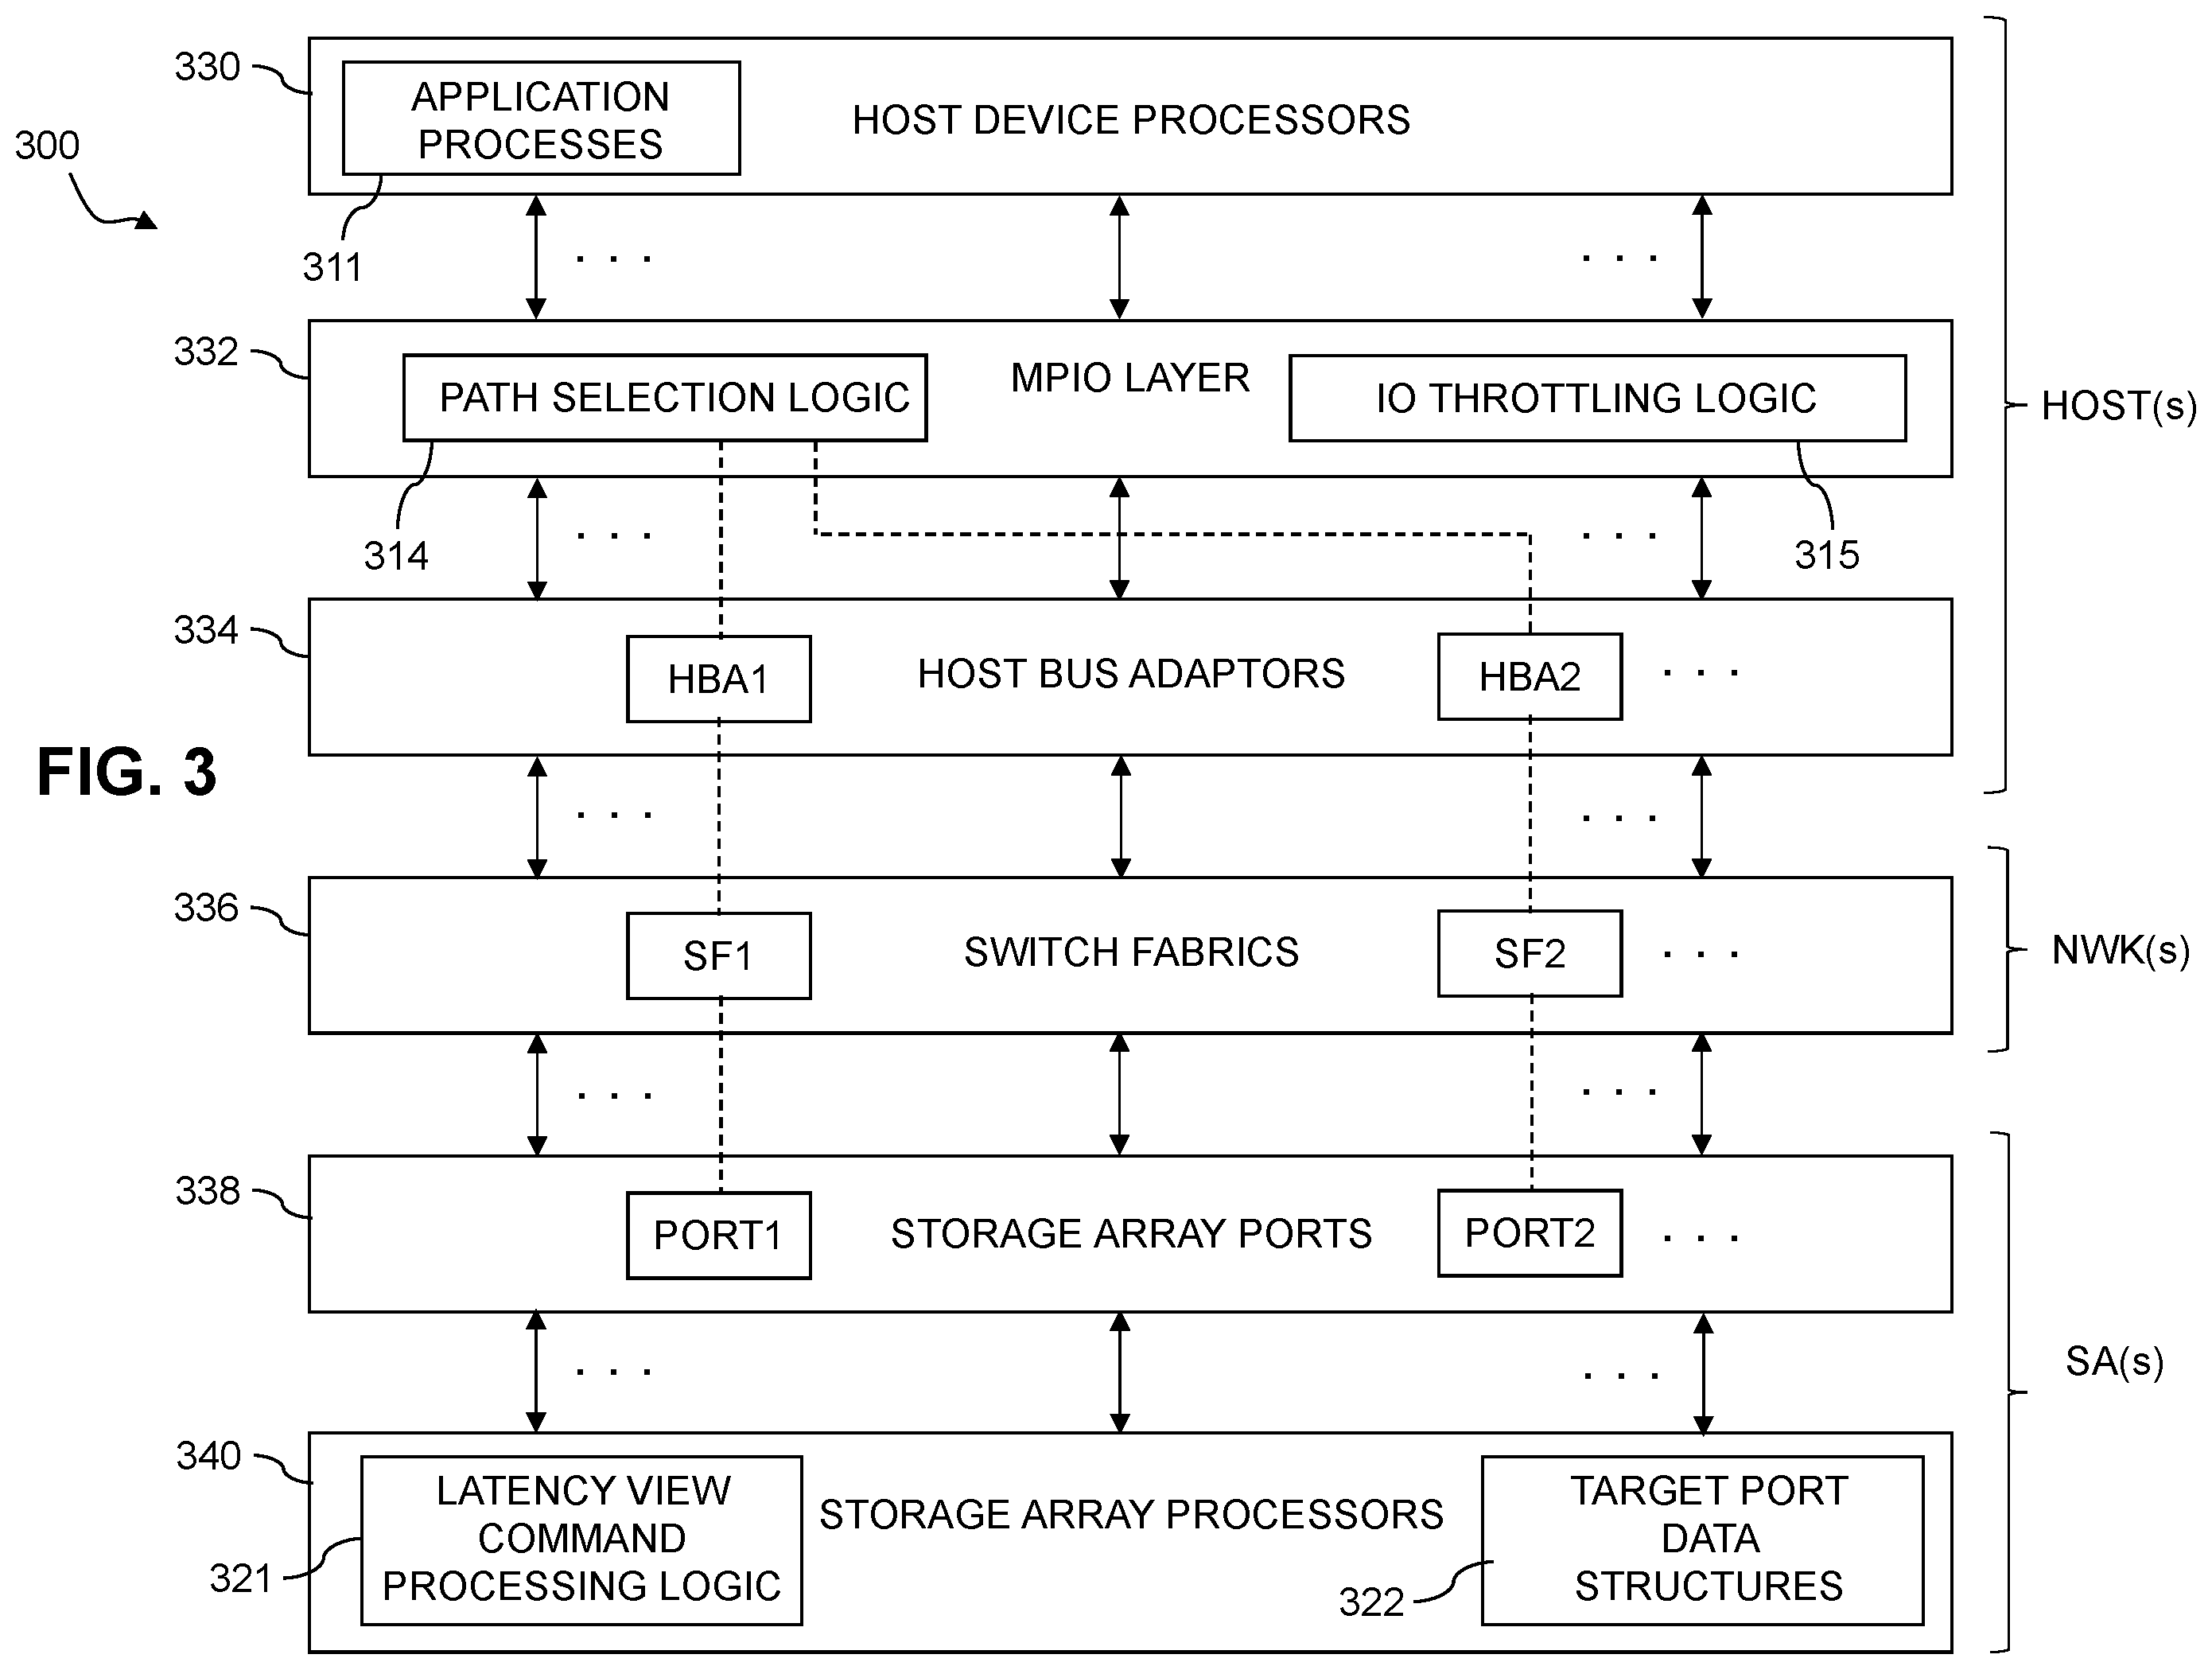 330
APPLICATION
PROCESSES
HOST DEVICE PROCESSORS
300
311
. . .
. . .
332
PATH SELECTION LOGIC
MPIO LAYER
IO THROTTLING LOGIC
HOST(s)
314
. . .
. . .
315
334
HBA1
HOST BUS ADAPTORS
HBA2
. . .
FIG. 3
. . .
. . .
336
SF1
SWITCH FABRICS
SF2
. . .
NWK(s)
. . .
. . .
338
PORT1
STORAGE ARRAY PORTS
PORT2
. . .
SA(s)
. . .
. . .
340
LATENCY VIEW
COMMAND
PROCESSING LOGIC
321
STORAGE ARRAY PROCESSORS
TARGET PORT
DATA
STRUCTURES
322